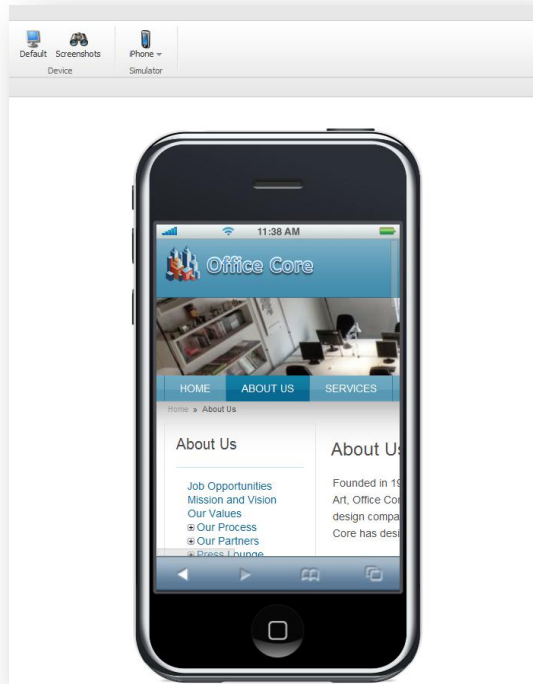 Default Screenshots iPhone
Device Simulator
11:38 AM
Office Core
HOME ABOUT US SERVICES
Home » About Us
About Us
Job Opportunities
Mission and Vision
Our Values
Our Process
Our Partners
Press Lounge
About Us
Founded in 19
Art, Office Cor
design compa
Core has desi